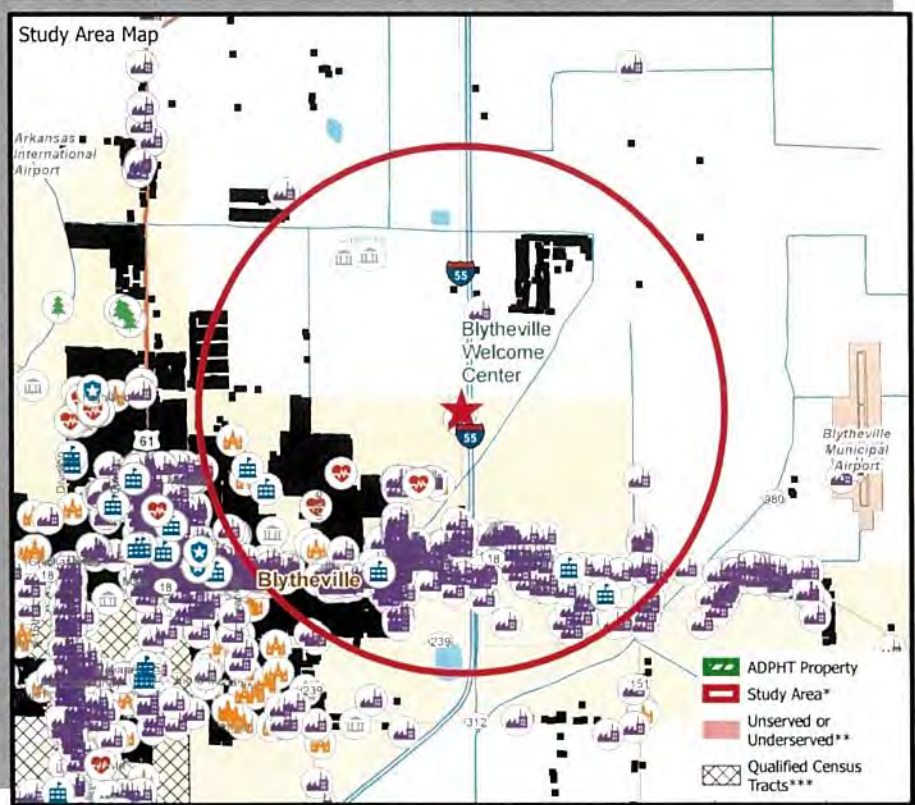 Study Area Map
Arkansas
International
Airport
55
Blytheville
Welcome
Center
55
61
Blytheville
Municipal
Airport
980
18
18
18
Blytheville
239
239
312
151
ADPHT Property
Study Area*
Unserved or
Underserved**
Qualified Census
Tracts***